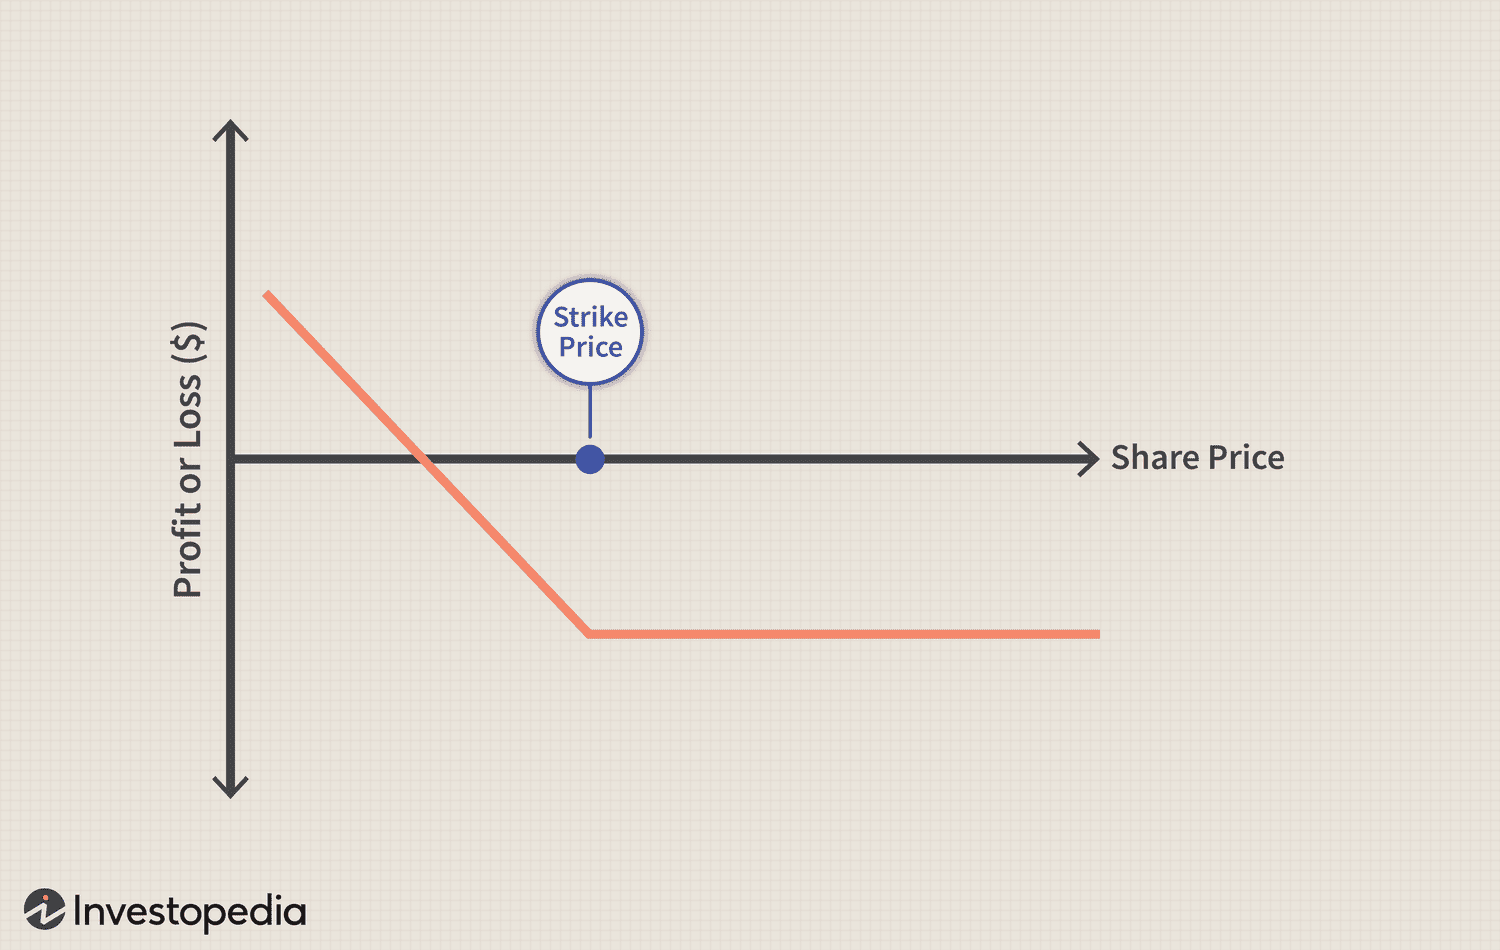 Strike
Price
Profit or Loss ($)
Share Price
Investopedia